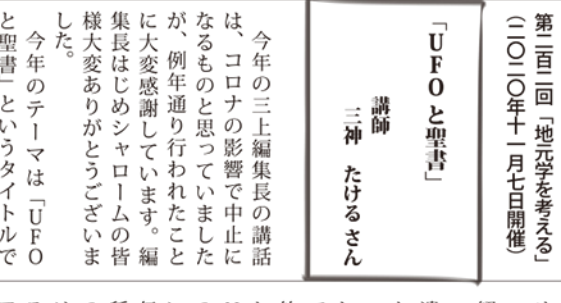 第二百二回「地元学を考える」
（二〇二〇年十一月七日開催）
「UFOと聖書」
講師
三神　たけるさん
今年の三上編集長の講話
は、コロナの影響で中止に
なるものと思っていました
が、例年通り行われたこと
に大変感謝しています。編
集長はじめシャロームの皆
様大変ありがとうございま
した。
今年のテーマは「UFO
と聖書」というタイトルで